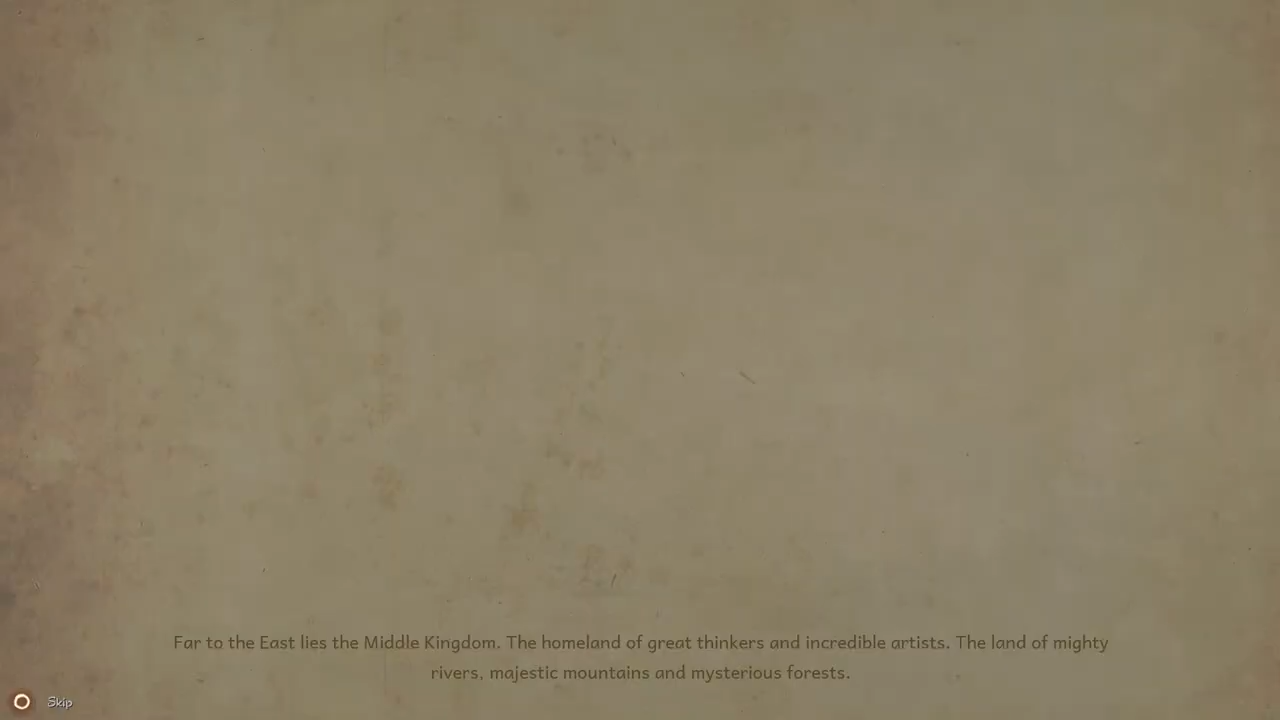 Far to the East lies the Middle Kingdom. The homeland of great thinkers and incredible artists. The land of mighty
rivers, majestic mountains and mysterious forests.
Skip